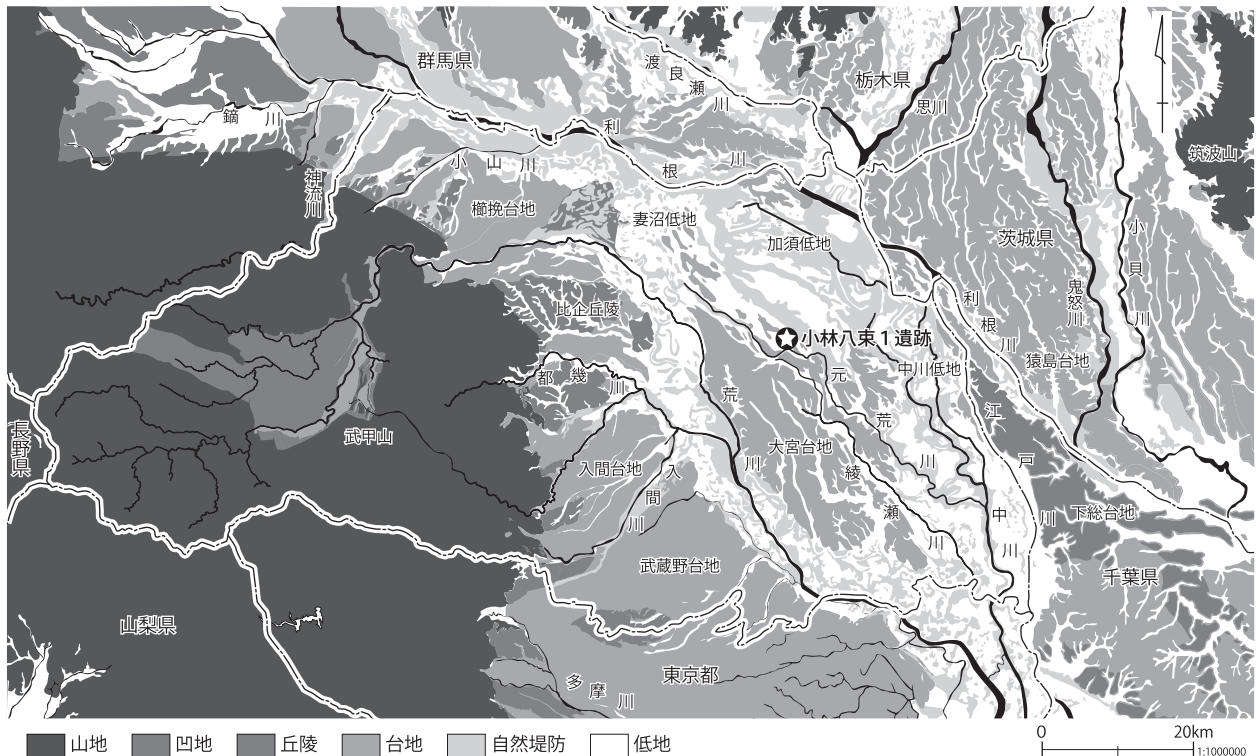 群馬県
渡良瀬川
栃木県
思川
鏑川
利根川
筑波山
神流川
小山川
櫛挽台地
妻沼低地
加須低地
茨城県
小貝川
鬼怒川
比企丘陵
小林八束1遺跡
利根川
猿島台地
中川低地
都幾川
元荒川
江戸川
荒川
長野県
武甲山
大宮台地
入間台地
入間川
綾瀬川
中川
下総台地
武蔵野台地
千葉県
山梨県
東京都
多摩川
山地
凹地
丘陵
台地
自然堤防
低地
0
20km
1:1000000